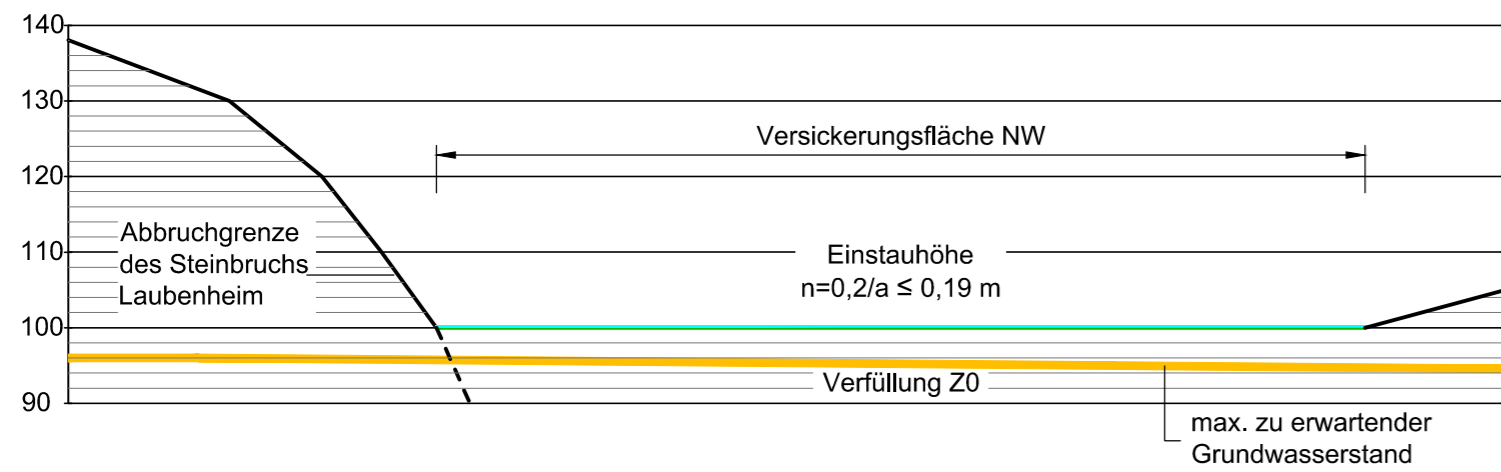 140
130
120
110
100
90
Versickerungsfläche NW
Abbruchgrenze
des Steinbruchs
Laubenheim
Einstauhöhe
n=0,2/a ≤ 0,19 m
Verfüllung Z0
max. zu erwartender
Grundwasserstand